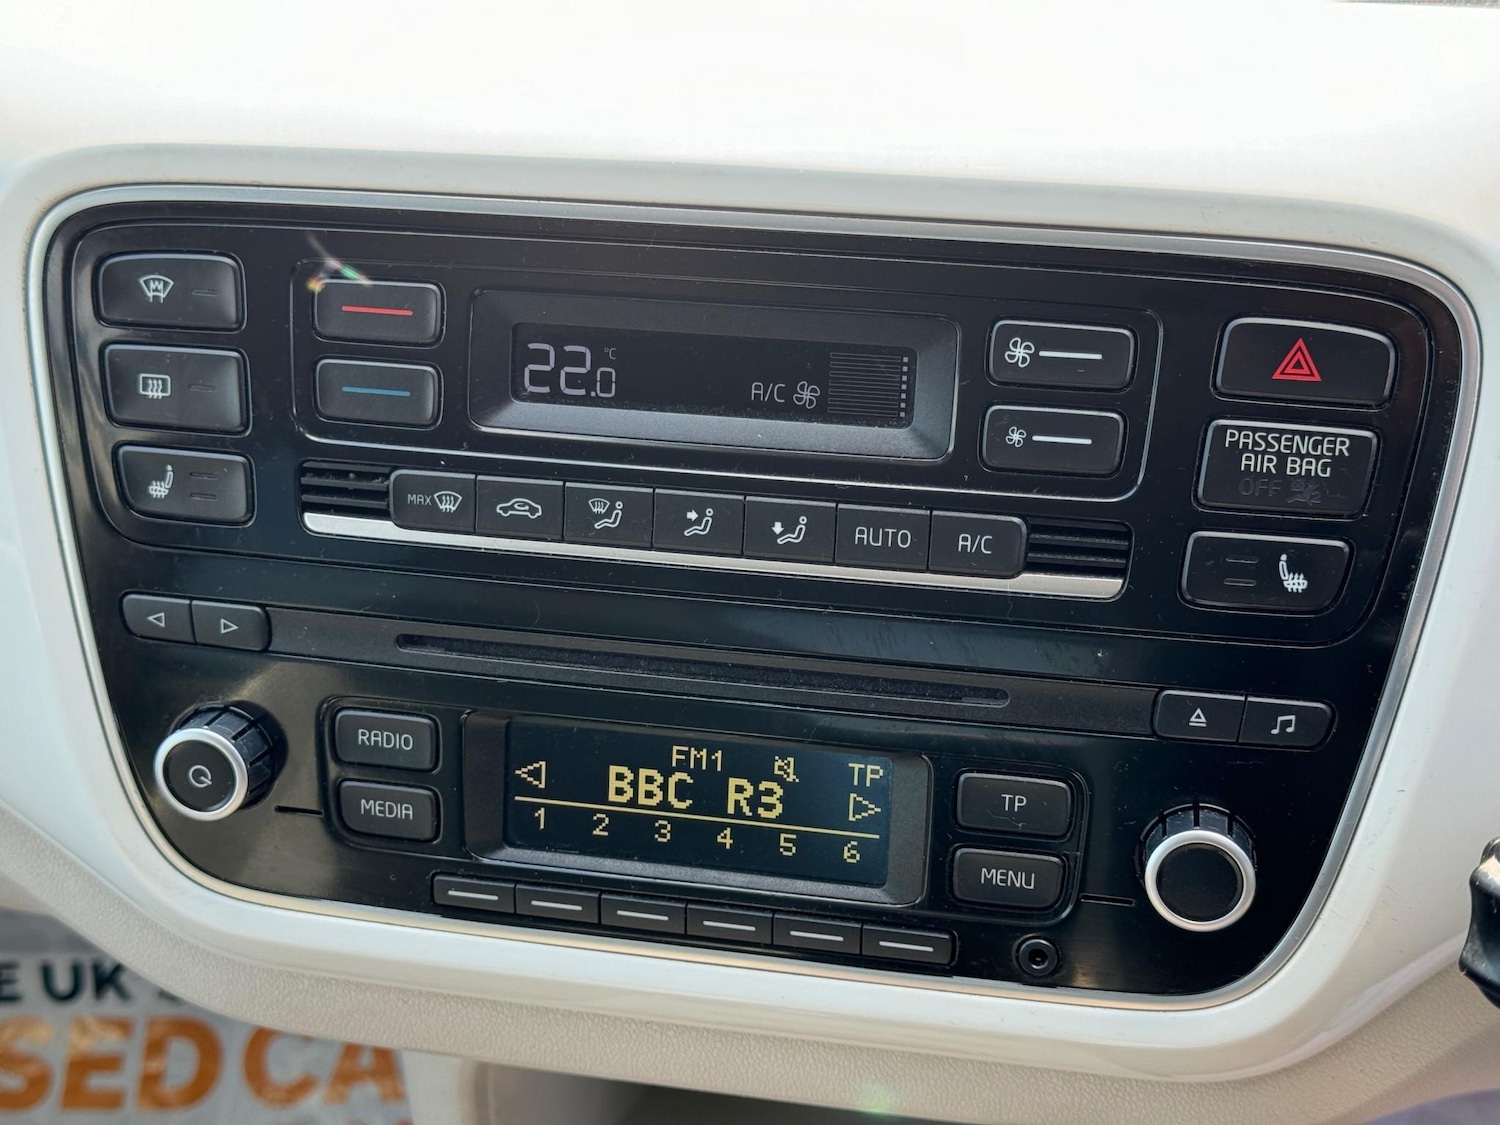 22.0 °C
A/C
PASSENGER
AIR BAG
OFF
MAX
AUTO
A/C
RADIO
MEDIA
FM1
TP
BBC R3
1 2 3 4 5 6
TP
MENU
E UK
SED CA